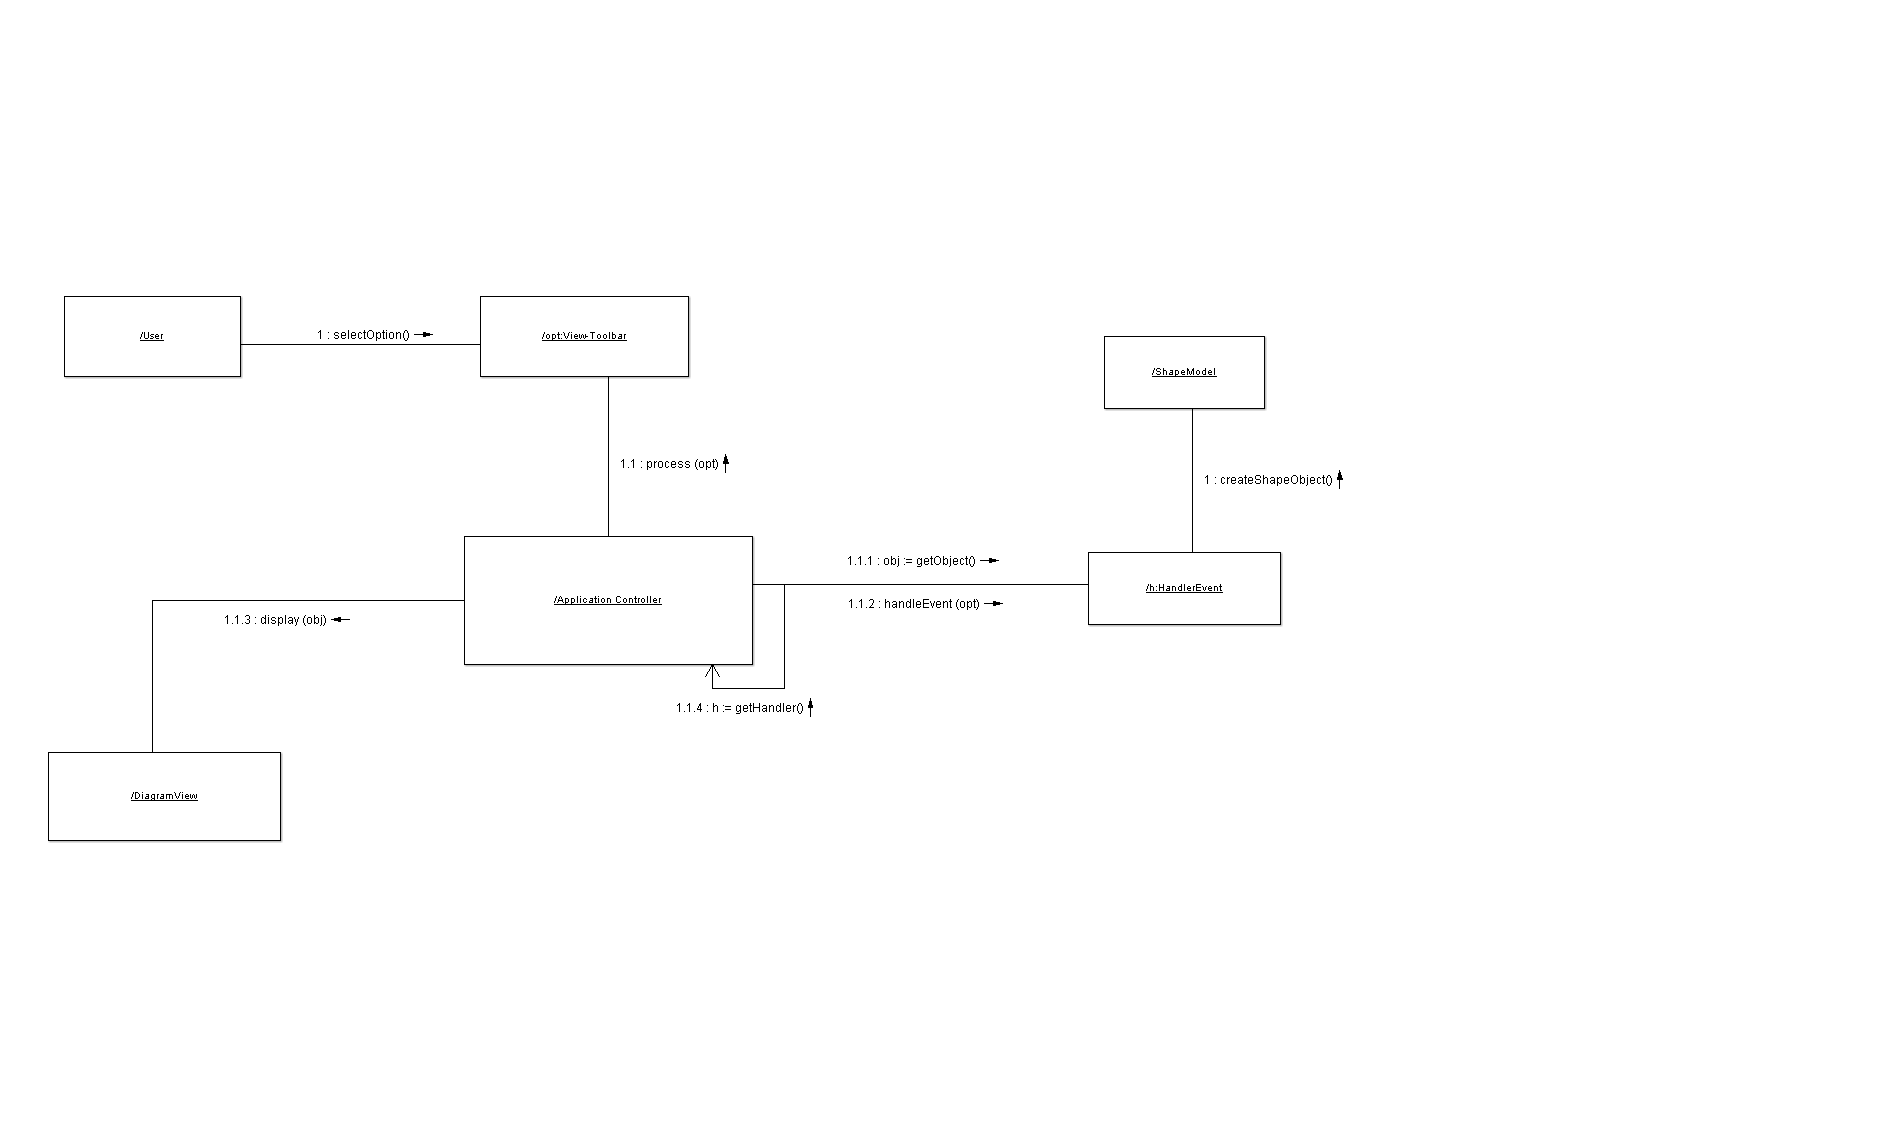 /User
1 : selectOption()
/opt:View-Toolbar
/ShapeModel
1.1 : process (opt)
1 : createShapeObject()
/Application Controller
1.1.1 : obj := getObject()
1.1.2 : handleEvent (opt)
/h:HandlerEvent
1.1.3 : display (obj)
1.1.4 : h := getHandler()
/DiagramView